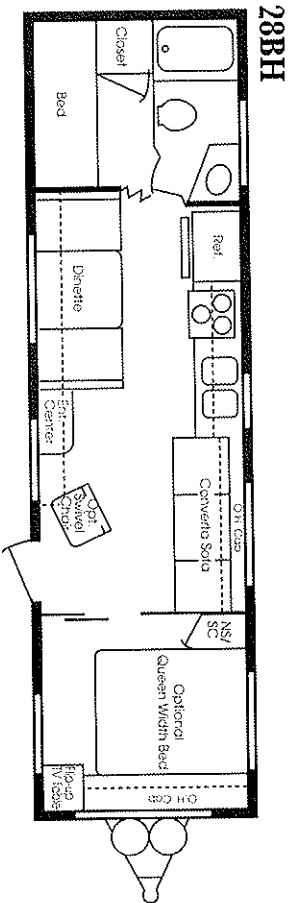 28BH
Closet
Bed
Ref.
Dinette
Ent.
Center
Opt.
Swivel
Chair
O.H. Cab
Converta Sofa
NS/
SC
Optional
Queen Width Bed
Flip-up
TV Table
O.H. Cab